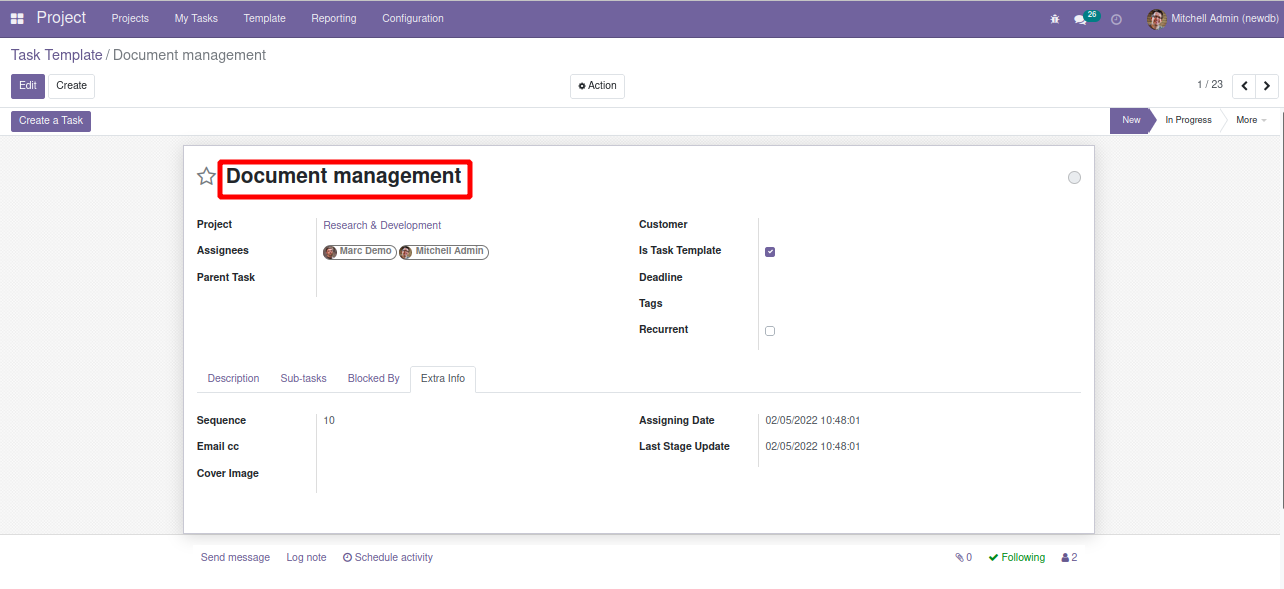 Project Projects My Tasks Template Reporting Configuration 26 Mitchell Admin (newdb)
Task Template / Document management
Edit Create Action 1 / 23
Create a Task New In Progress More
Document management
Project Research & Development
Assignees Marc Demo Mitchell Admin
Parent Task
Customer
Is Task Template
Deadline
Tags
Recurrent
Description Sub-tasks Blocked By Extra Info
Sequence 10
Email cc
Cover Image
Assigning Date 02/05/2022 10:48:01
Last Stage Update 02/05/2022 10:48:01
Send message Log note Schedule activity 0 Following 2